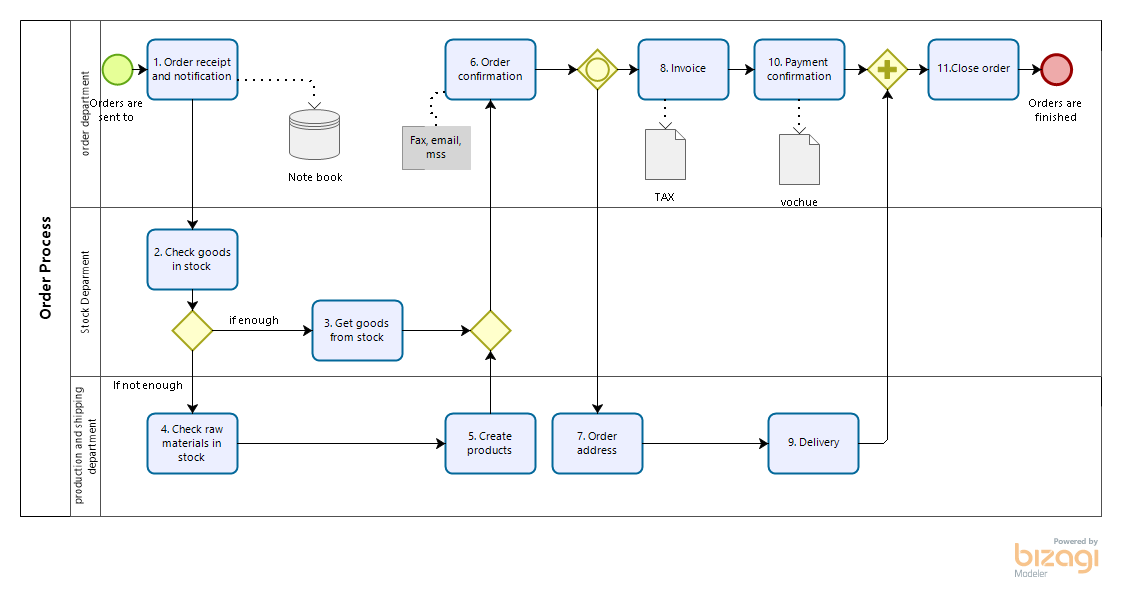 Order Process
order department
Orders are
sent to
1. Order receipt
and notification
Note book
Fax, email,
mss
6. Order
confirmation
8. Invoice
TAX
10. Payment
confirmation
vochue
11.Close order
Orders are
finished
Stock Deparment
2. Check goods
in stock
if enough
3. Get goods
from stock
If not enough
production and shipping
department
4. Check raw
materials in
stock
5. Create
products
7. Order
address
9. Delivery
Powered by
bizagi
Modeler